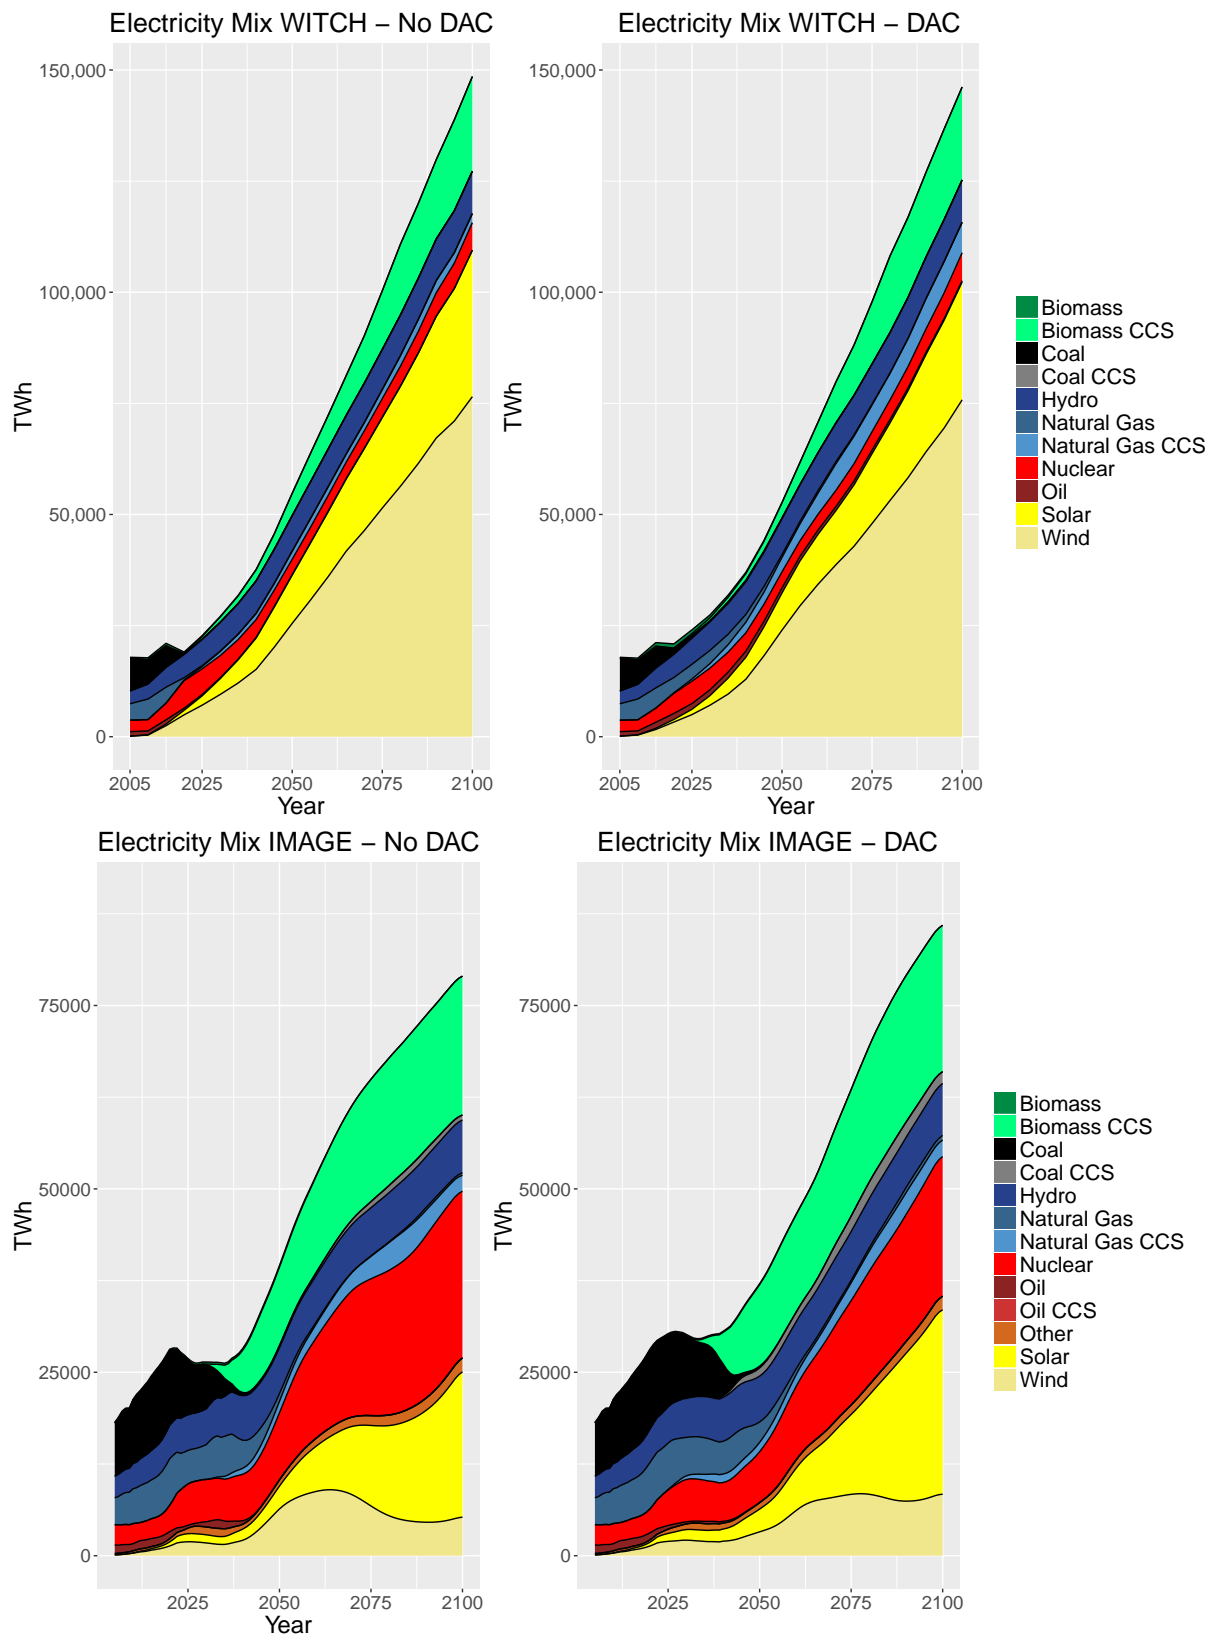 Electricity Mix WITCH – No DAC
Electricity Mix WITCH – DAC
150,000
100,000
50,000
0
TWh
2005 2025 2050 2075 2100
Year
150,000
100,000
50,000
0
TWh
2005 2025 2050 2075 2100
Year
Biomass
Biomass CCS
Coal
Coal CCS
Hydro
Natural Gas
Natural Gas CCS
Nuclear
Oil
Solar
Wind
Electricity Mix IMAGE – No DAC
Electricity Mix IMAGE – DAC
75000
50000
25000
0
TWh
2025 2050 2075 2100
Year
75000
50000
25000
0
TWh
2025 2050 2075 2100
Biomass
Biomass CCS
Coal
Coal CCS
Hydro
Natural Gas
Natural Gas CCS
Nuclear
Oil
Oil CCS
Other
Solar
Wind